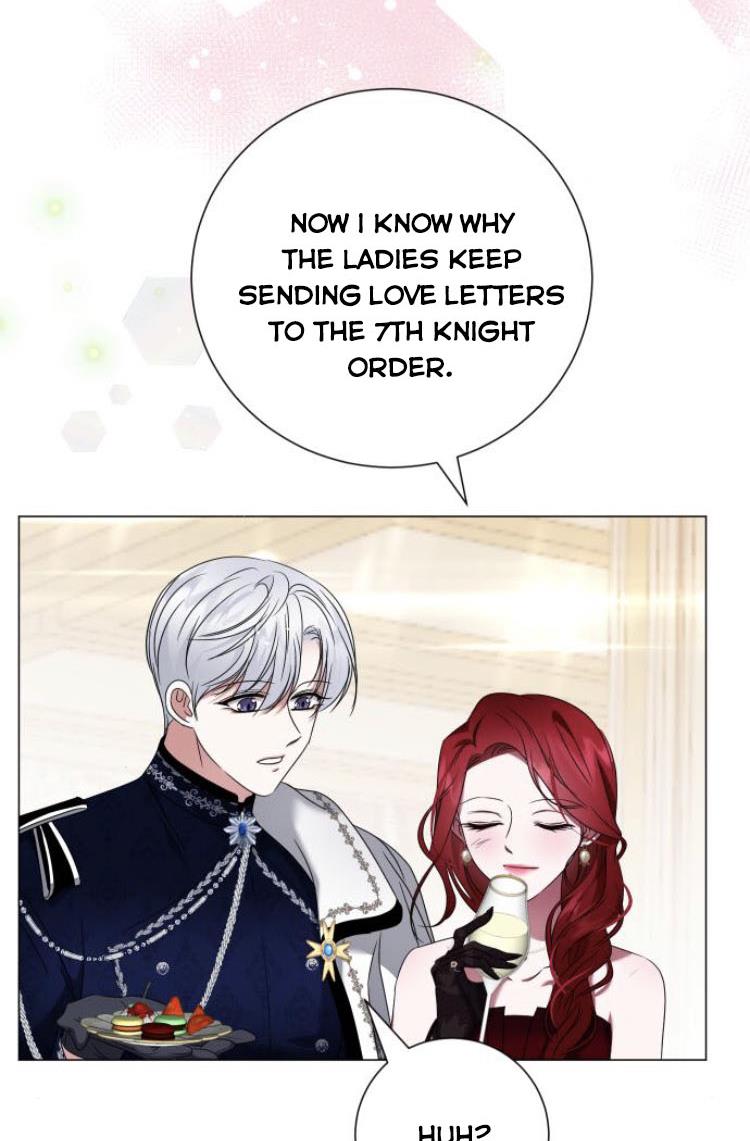 NOW I KNOW WHY
THE LADIES KEEP
SENDING LOVE LETTERS
TO THE 7TH KNIGHT
ORDER.
HUH?